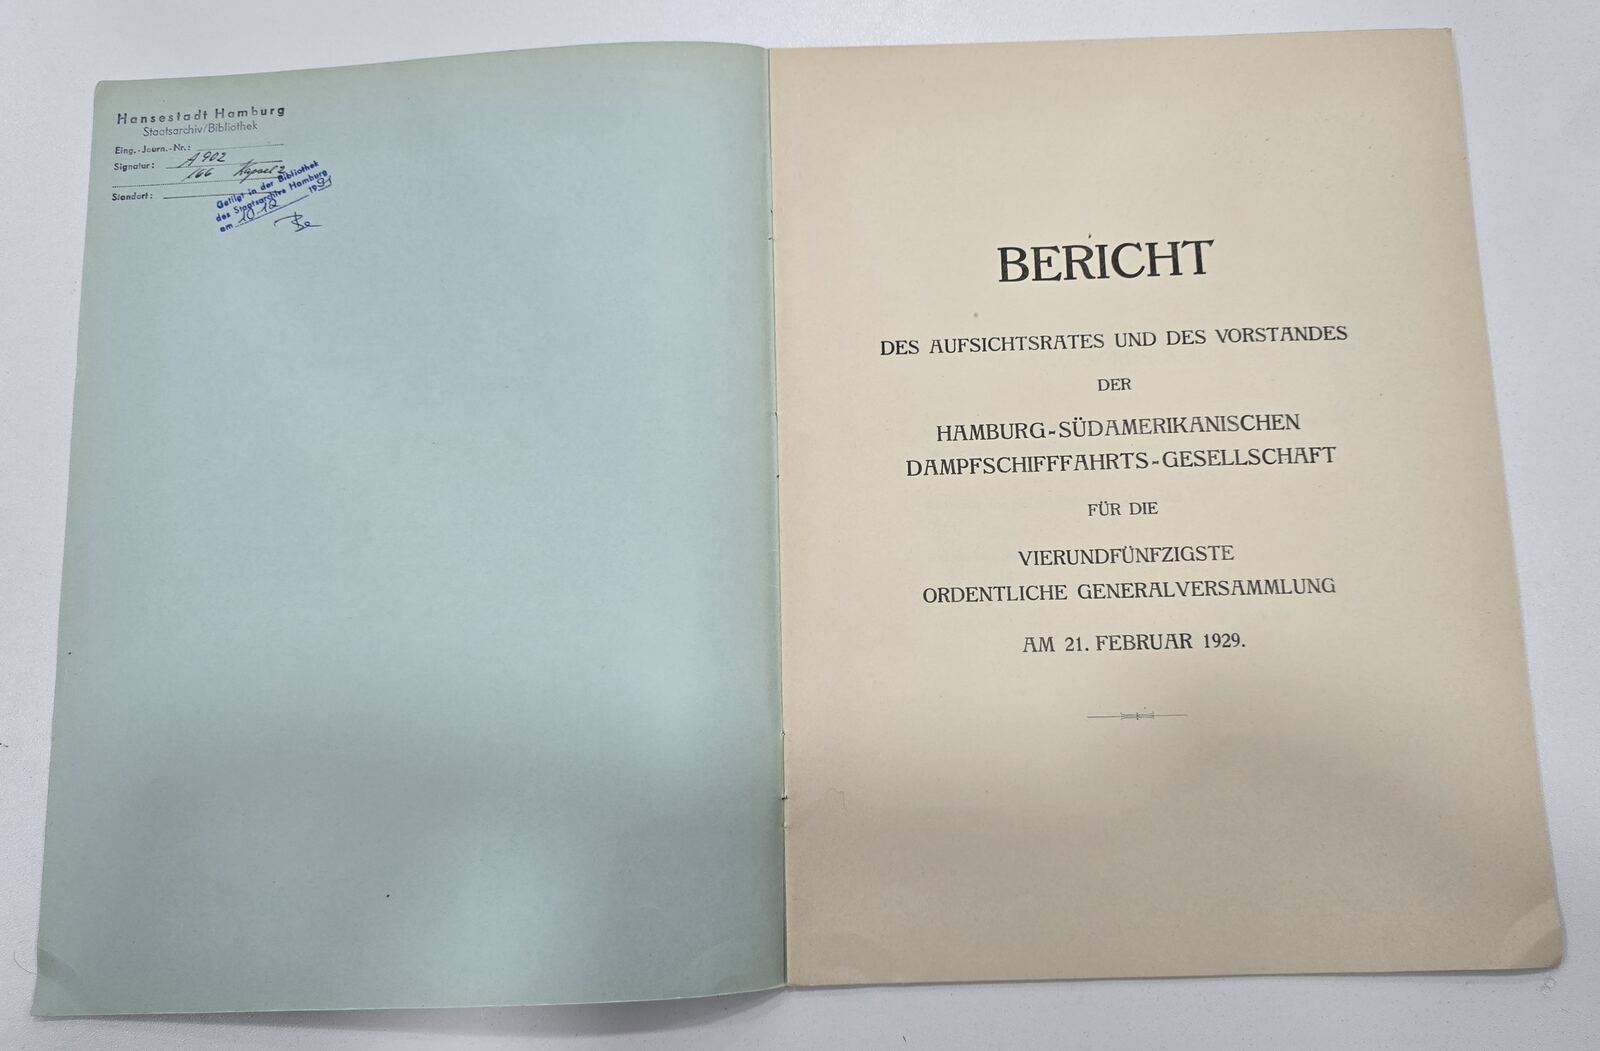 Hansestadt Hamburg
Staatsarchiv/Bibliothek
Eing.-Journ.-Nr.:
Signatur: A 902
166 Kapsel 2
Standort:
Getilgt in der Bibliothek
des Staatsarchivs Hamburg
am 10.12 1991
BERICHT
DES AUFSICHTSRATES UND DES VORSTANDES
DER
HAMBURG-SÜDAMERIKANISCHEN
DAMPFSCHIFFFAHRTS-GESELLSCHAFT
FÜR DIE
VIERUNDFÜNFZIGSTE
ORDENTLICHE GENERALVERSAMMLUNG
AM 21. FEBRUAR 1929.